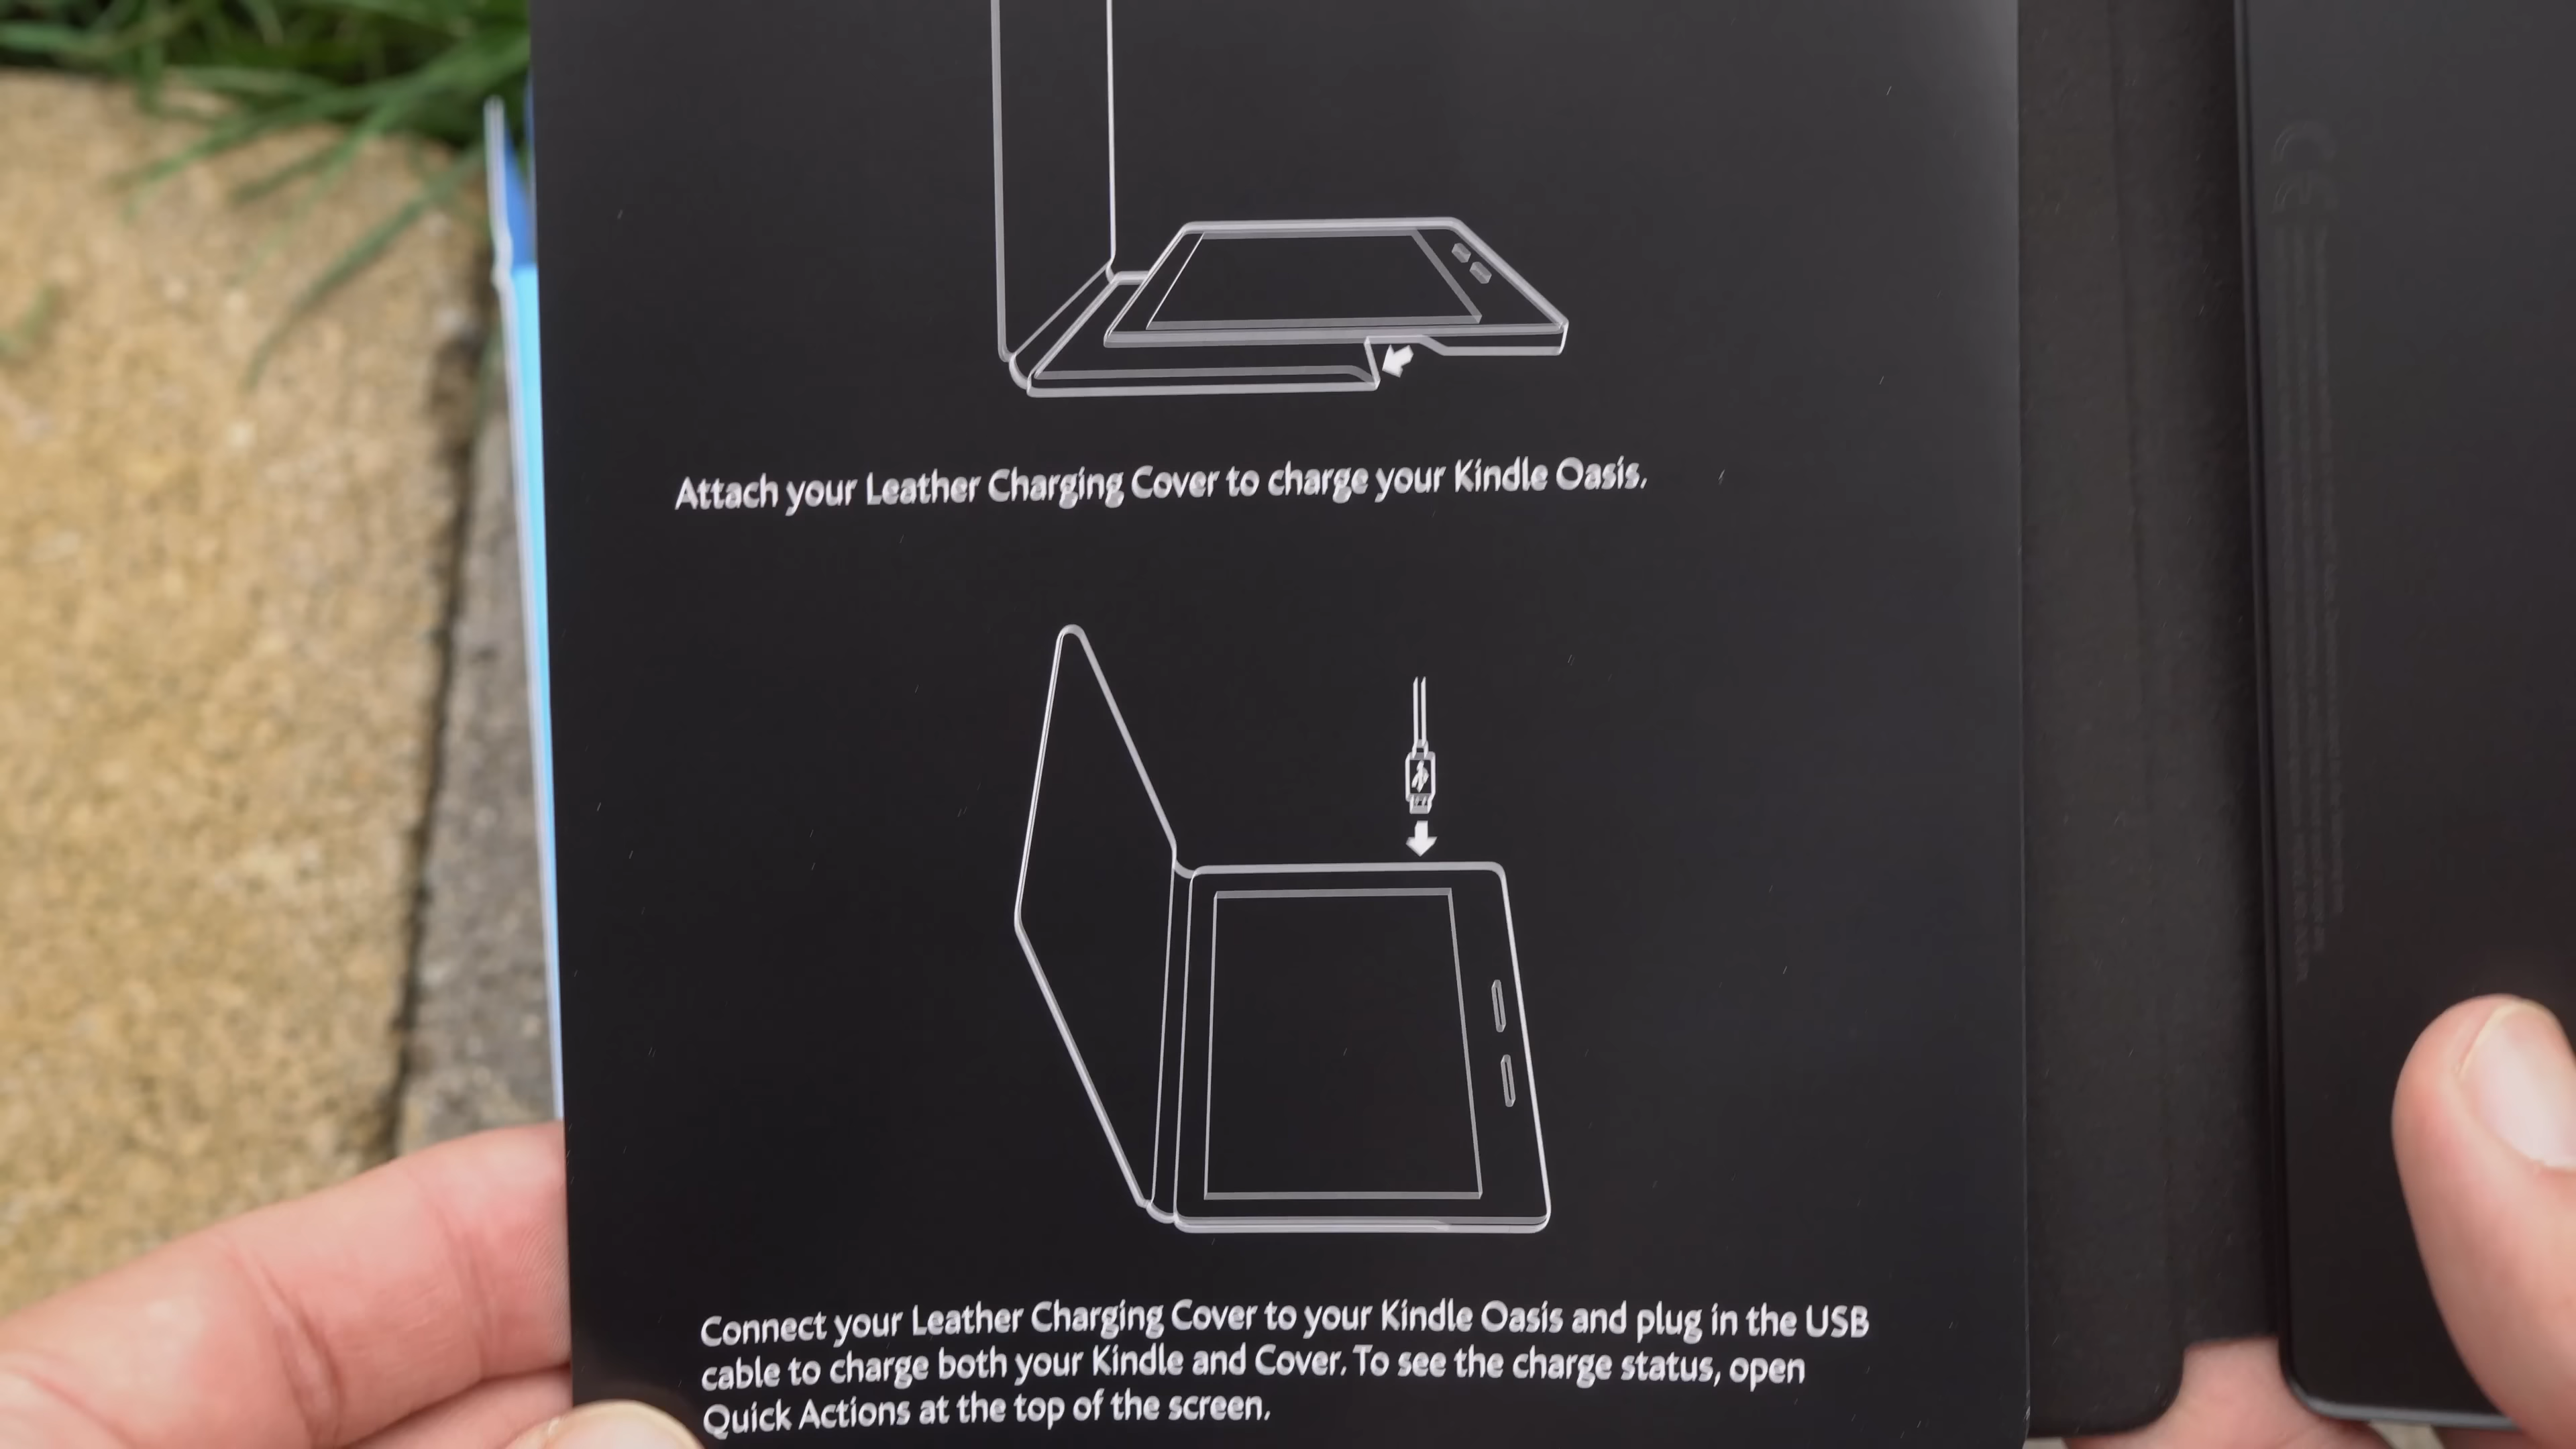 Attach your Leather Charging Cover to charge your Kindle Oasis.
Connect your Leather Charging Cover to your Kindle Oasis and plug in the USB
cable to charge both your Kindle and Cover. To see the charge status, open
Quick Actions at the top of the screen.